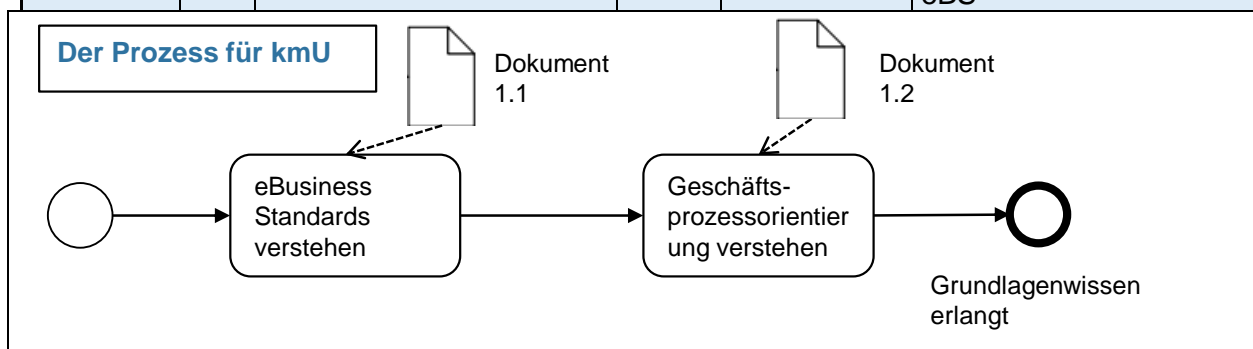 Der Prozess für kmU
Dokument
1.1
Dokument
1.2
eBusiness
Standards
verstehen
Geschäfts-
prozessorientier
ung verstehen
Grundlagenwissen
erlangt